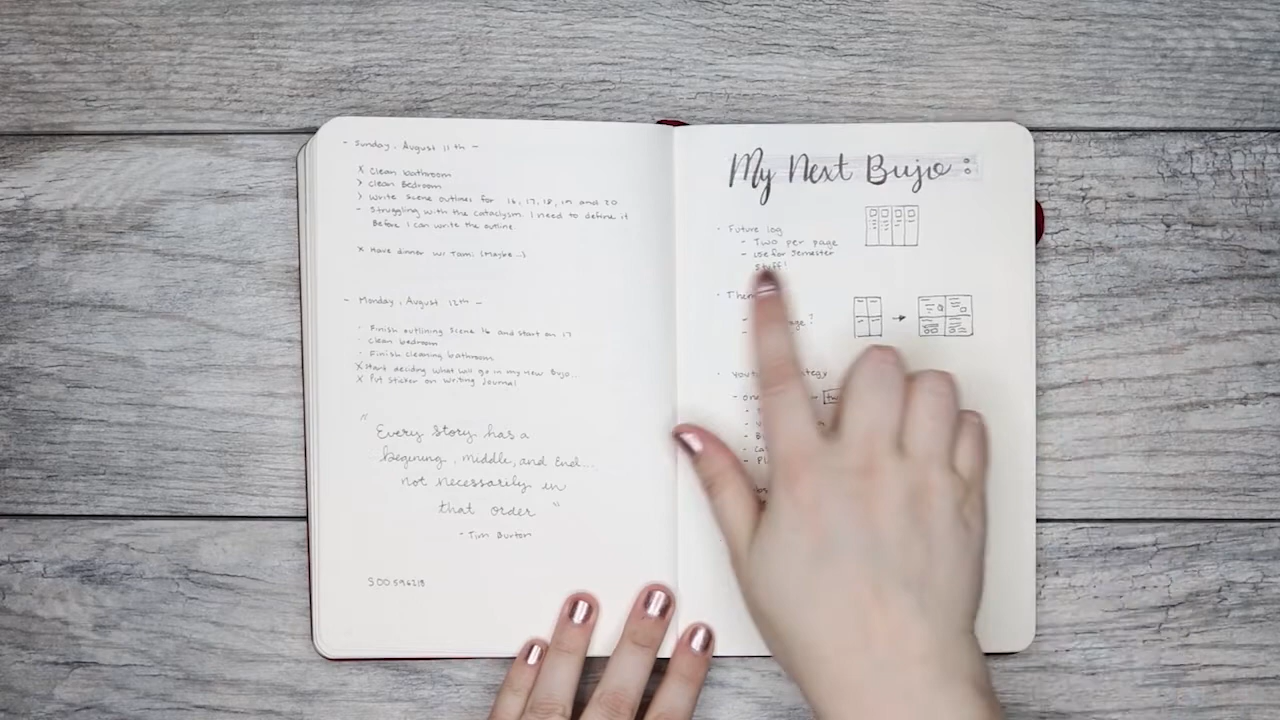 - Sunday, August 11th -
x Clean bathroom
> Clean Bedroom
> Write scene outlines for 16, 17, 18, 19 and 20
- Struggling with the cataclysm. I need to define it
Before I can write the outline.
x Have dinner w/ Tami (Maybe...)
- Monday, August 12th -
· Finish outlining scene 16 and start on 17
· clean bedroom
· Finish cleaning bathroom
x Start deciding what will go in my new Bujo...
x Put sticker on writing journal
"Every story has a
begining, middle, and End...
not necessarily in
that order"
- Tim Burton
My Next Bujo:
· Future log
- Two per page
- Use for semester
stuff!